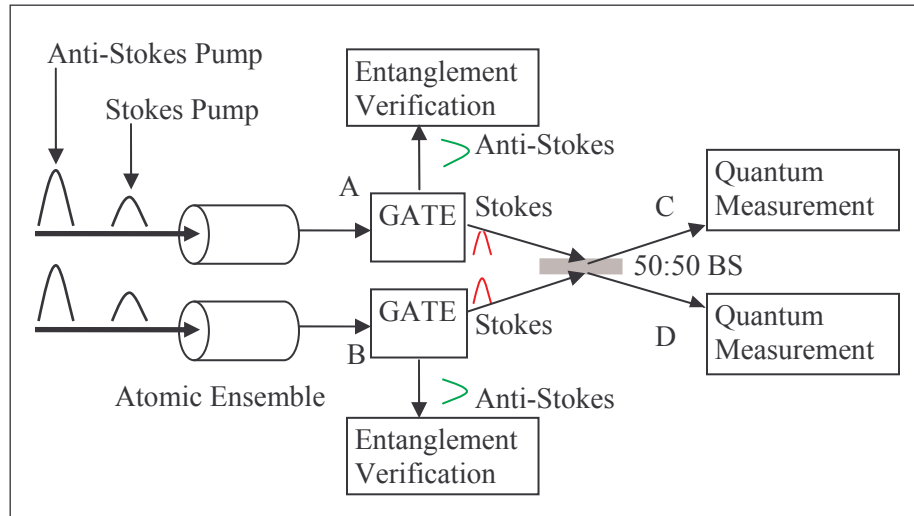 Anti-Stokes Pump
Stokes Pump
Entanglement
Verification
Anti-Stokes
A
GATE
Stokes
C
Quantum
Measurement
50:50 BS
GATE
Stokes
B
D
Quantum
Measurement
Atomic Ensemble
Anti-Stokes
Entanglement
Verification